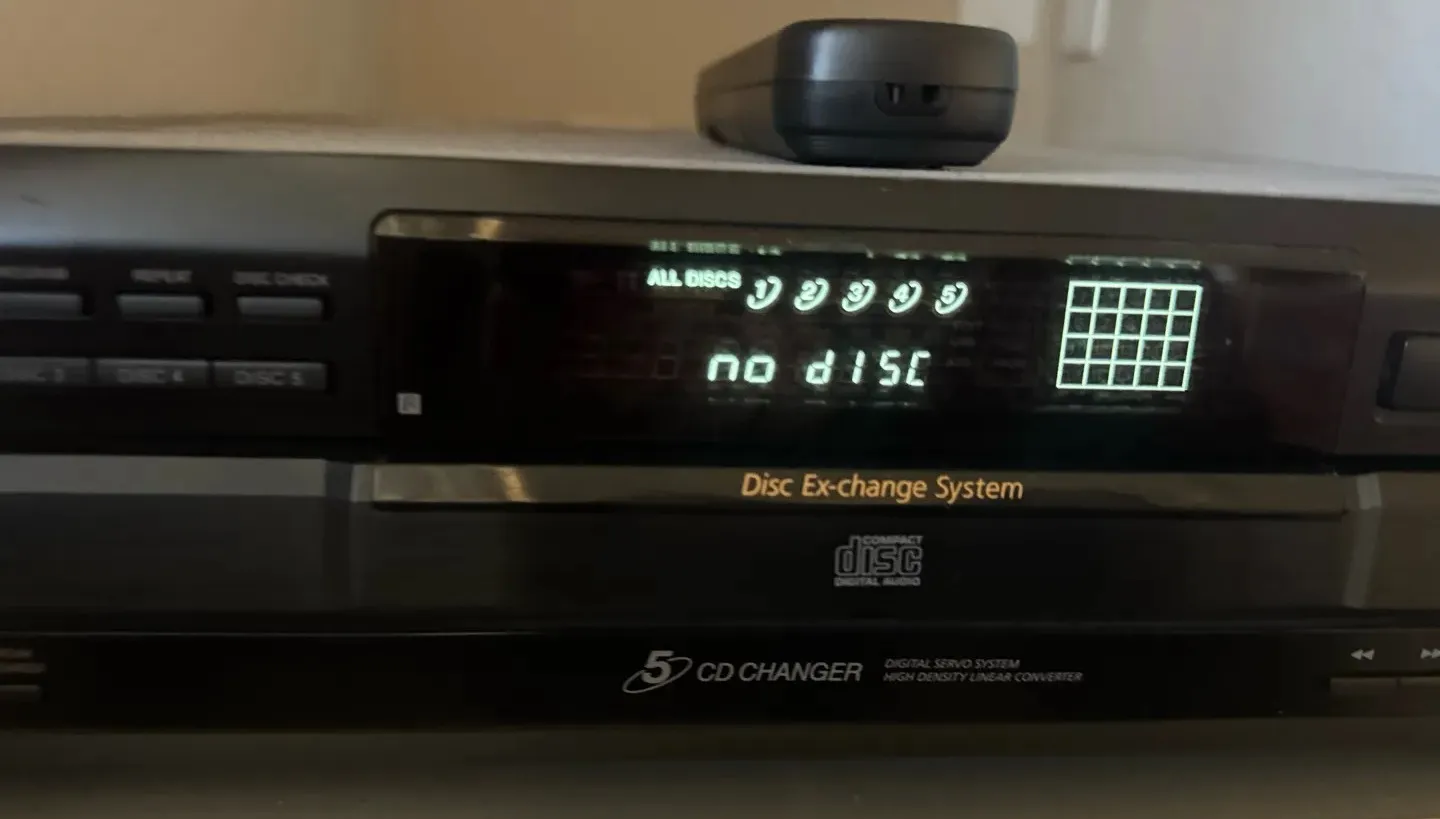 ALL DISCS 1 2 3 4 5
REPEAT DISC CHECK
no dISC
DISC 4 DISC 5
Disc Ex-change System
COMPACT
disc
DIGITAL AUDIO
5 CD CHANGER
DIGITAL SERVO SYSTEM
HIGH DENSITY LINEAR CONVERTER